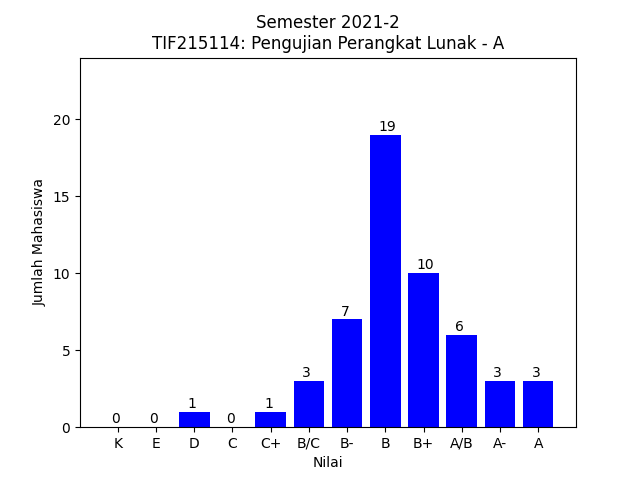 Semester 2021-2
TIF215114: Pengujian Perangkat Lunak - A
Jumlah Mahasiswa
20
15
10
5
0
0 0 1 0 1 3 7 19 10 6 3 3
K E D C C+ B/C B- B B+ A/B A- A
Nilai